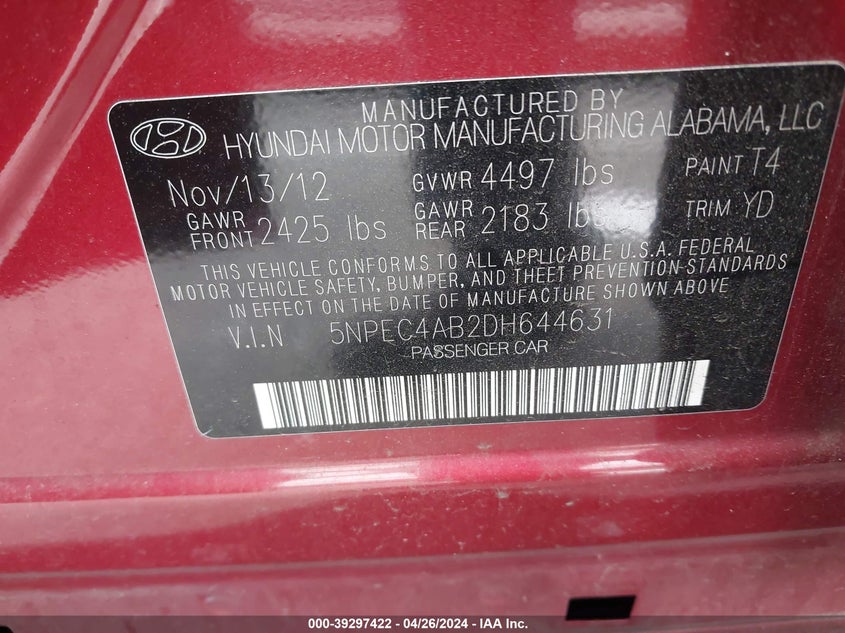 MANUFACTURED BY
HYUNDAI MOTOR MANUFACTURING ALABAMA, LLC
Nov/13/12 GVWR 4497 lbs PAINT T4
GAWR FRONT 2425 lbs GAWR REAR 2183 lbs TRIM YD
THIS VEHICLE CONFORMS TO ALL APPLICABLE U.S.A. FEDERAL
MOTOR VEHICLE SAFETY, BUMPER, AND THEFT PREVENTION STANDARDS
IN EFFECT ON THE DATE OF MANUFACTURE SHOWN ABOVE
V.I.N 5NPEC4AB2DH644631
PASSENGER CAR
000-39297422 - 04/26/2024 - IAA Inc.